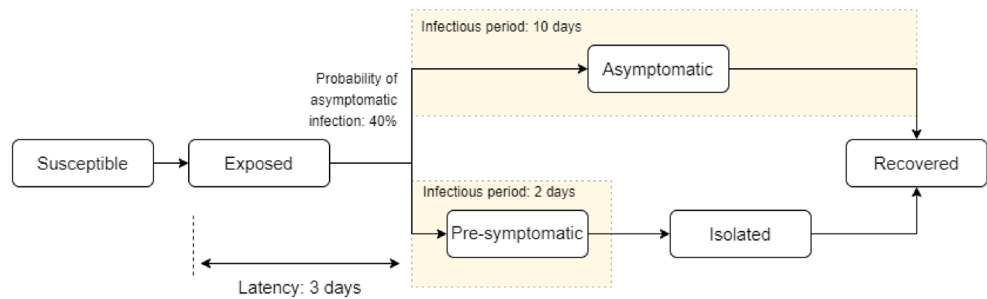 Infectious period: 10 days
Asymptomatic
Probability of
asymptomatic
infection: 40%
Susceptible
Exposed
Recovered
Infectious period: 2 days
Pre-symptomatic
Isolated
Latency: 3 days